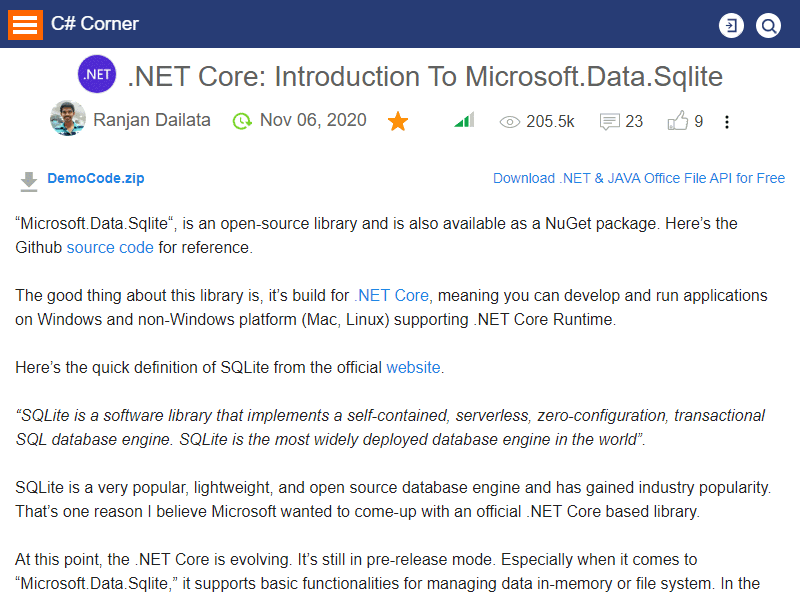 C# Corner
.NET
.NET Core: Introduction To Microsoft.Data.Sqlite
Ranjan Dailata Nov 06, 2020 205.5k 23 9
DemoCode.zip Download .NET & JAVA Office File API for Free
“Microsoft.Data.Sqlite“, is an open-source library and is also available as a NuGet package. Here’s the
Github source code for reference.
The good thing about this library is, it’s build for .NET Core, meaning you can develop and run applications
on Windows and non-Windows platform (Mac, Linux) supporting .NET Core Runtime.
Here’s the quick definition of SQLite from the official website.
“SQLite is a software library that implements a self-contained, serverless, zero-configuration, transactional
SQL database engine. SQLite is the most widely deployed database engine in the world”.
SQLite is a very popular, lightweight, and open source database engine and has gained industry popularity.
That’s one reason I believe Microsoft wanted to come-up with an official .NET Core based library.
At this point, the .NET Core is evolving. It’s still in pre-release mode. Especially when it comes to
“Microsoft.Data.Sqlite,” it supports basic functionalities for managing data in-memory or file system. In the